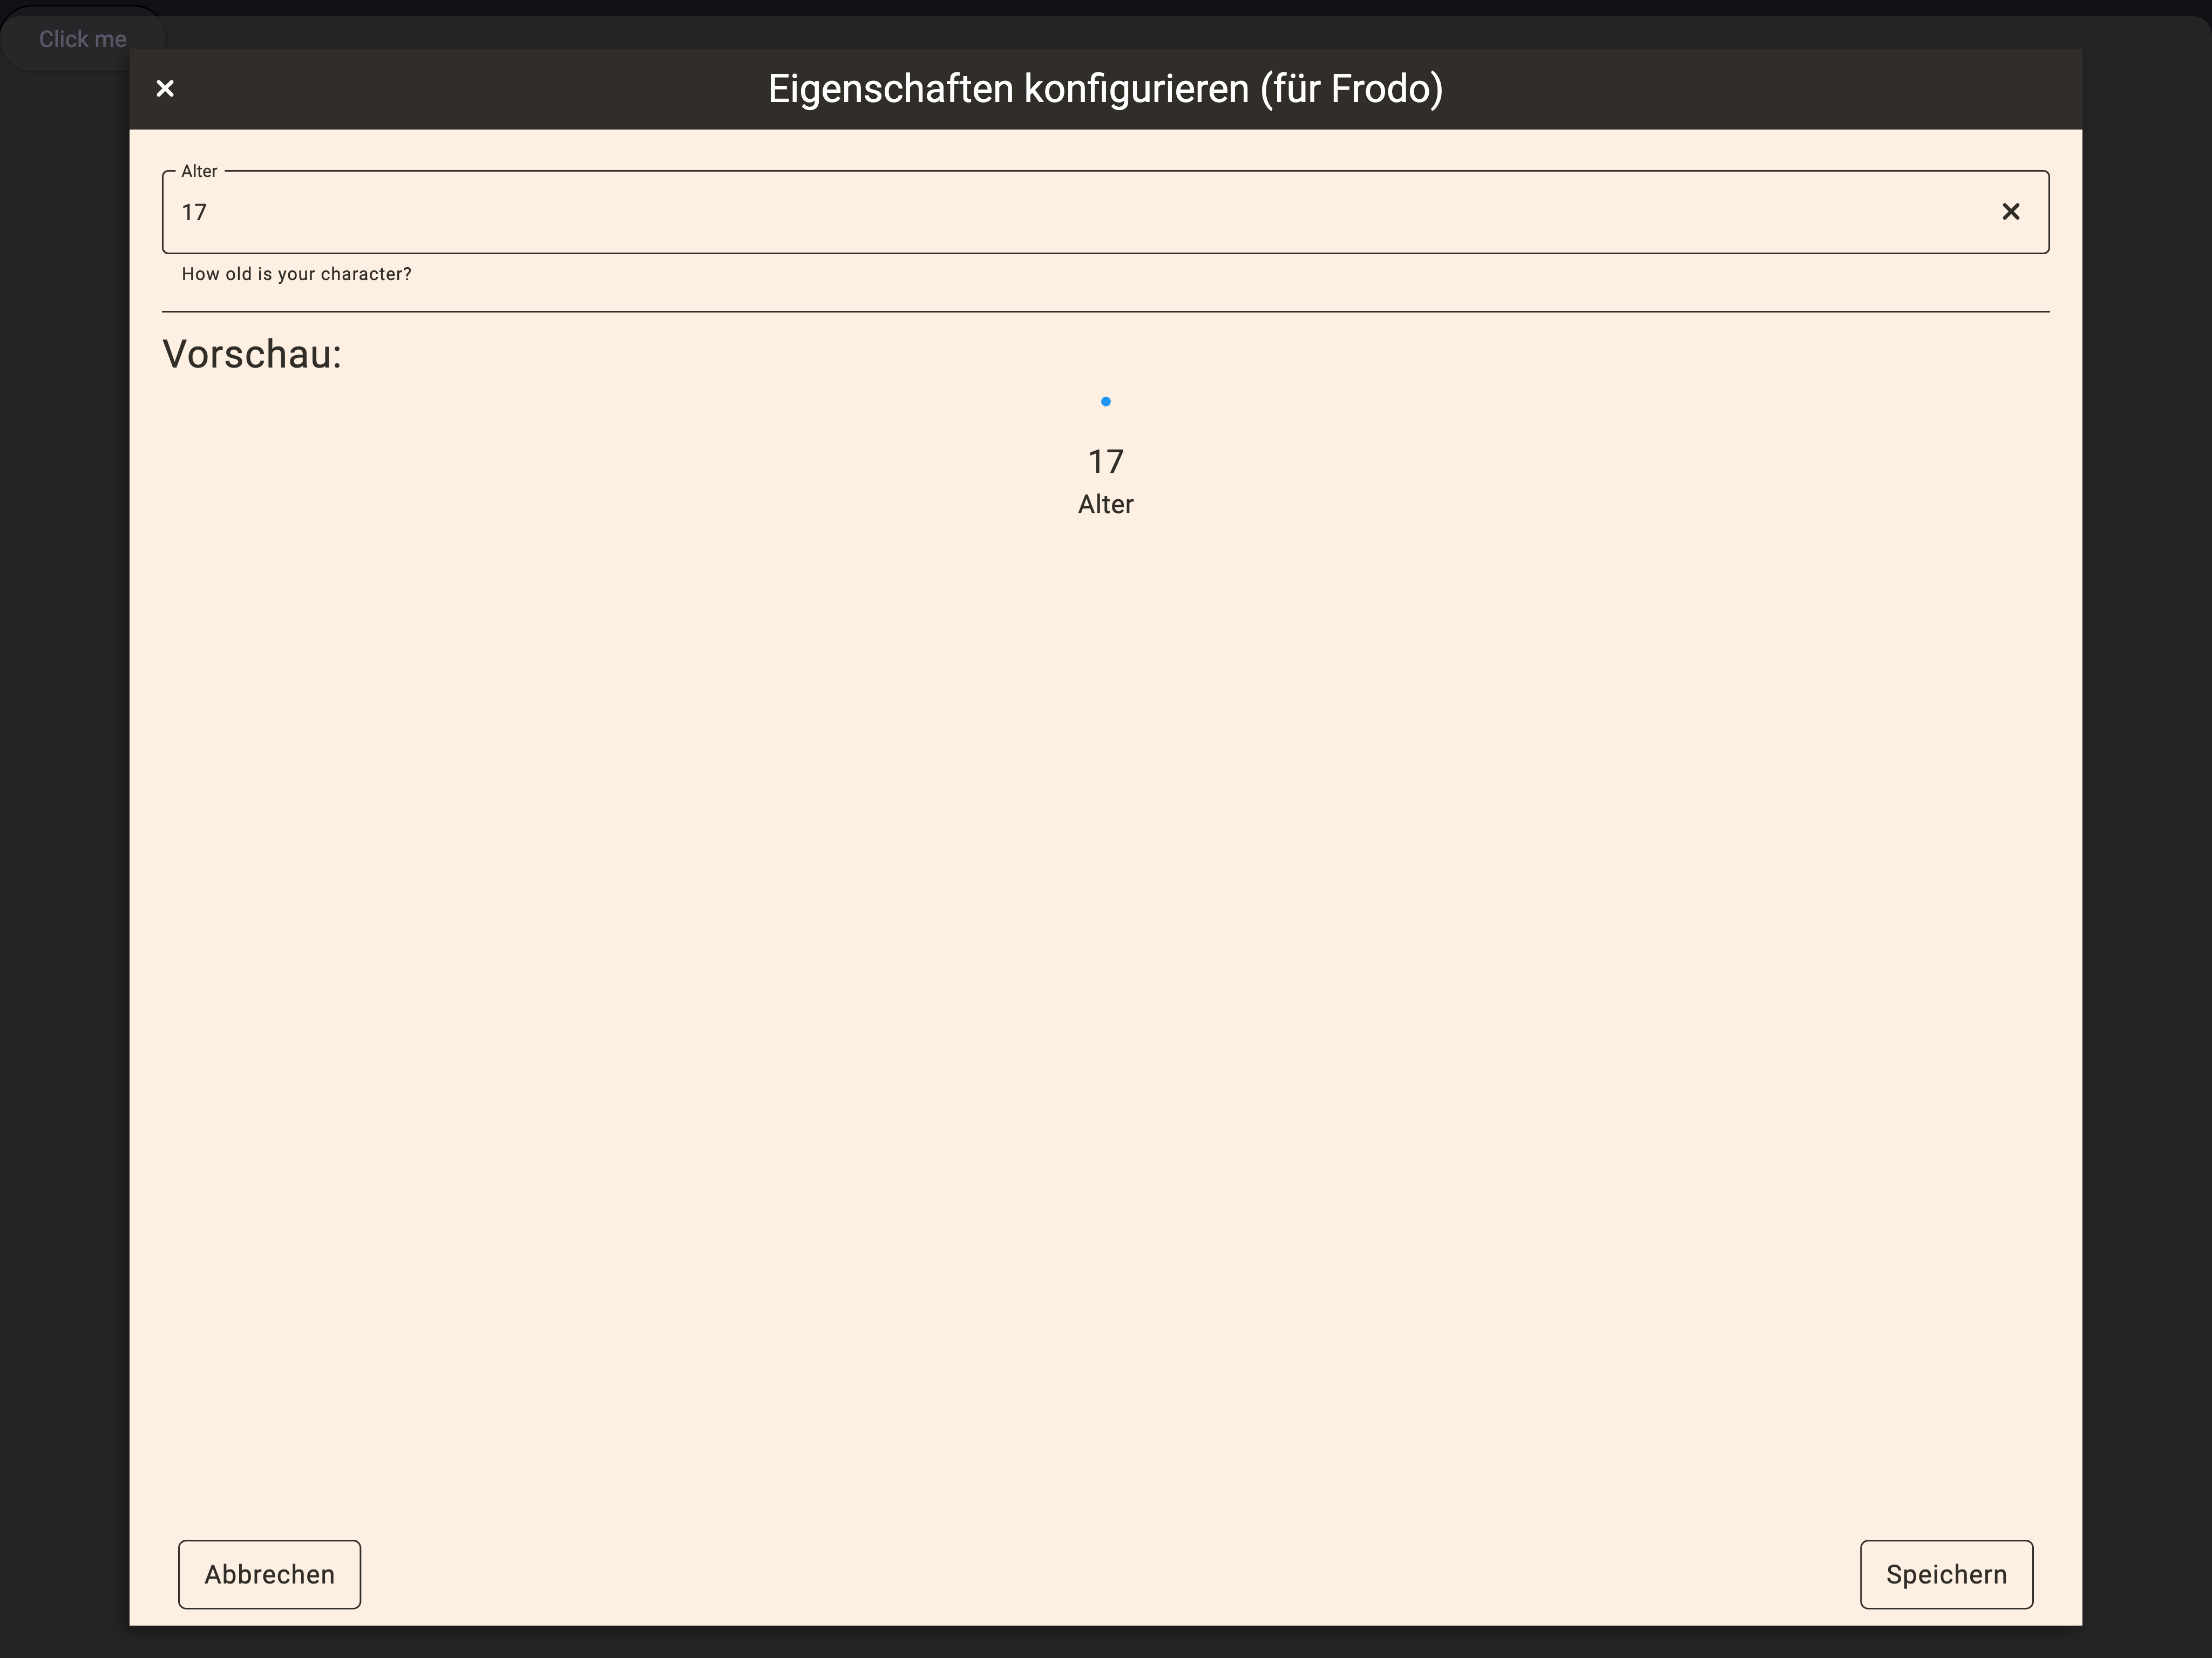 Click me
Eigenschaften konfigurieren (für Frodo)
Alter
17
How old is your character?
Vorschau:
17
Alter
Abbrechen
Speichern